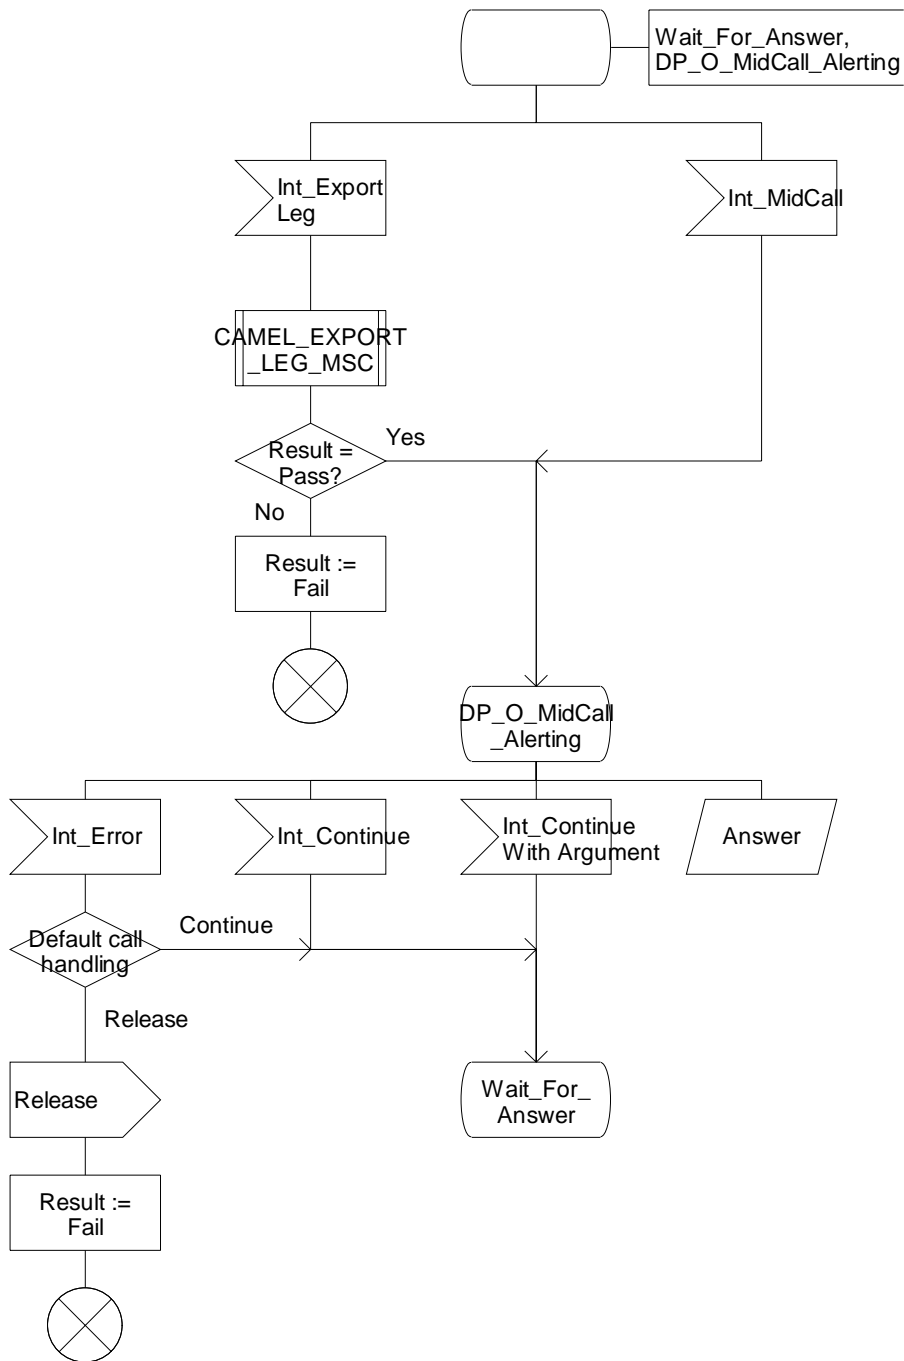 Wait_For_Answer,
DP_O_MidCall_Alerting
Int_Export
Leg
Int_MidCall
CAMEL_EXPORT
_LEG_MSC
Result =
Pass?
Yes
No
Result :=
Fail
DP_O_MidCall
_Alerting
Int_Error
Int_Continue
Int_Continue
With Argument
Answer
Default call
handling
Continue
Release
Release
Wait_For_
Answer
Result :=
Fail